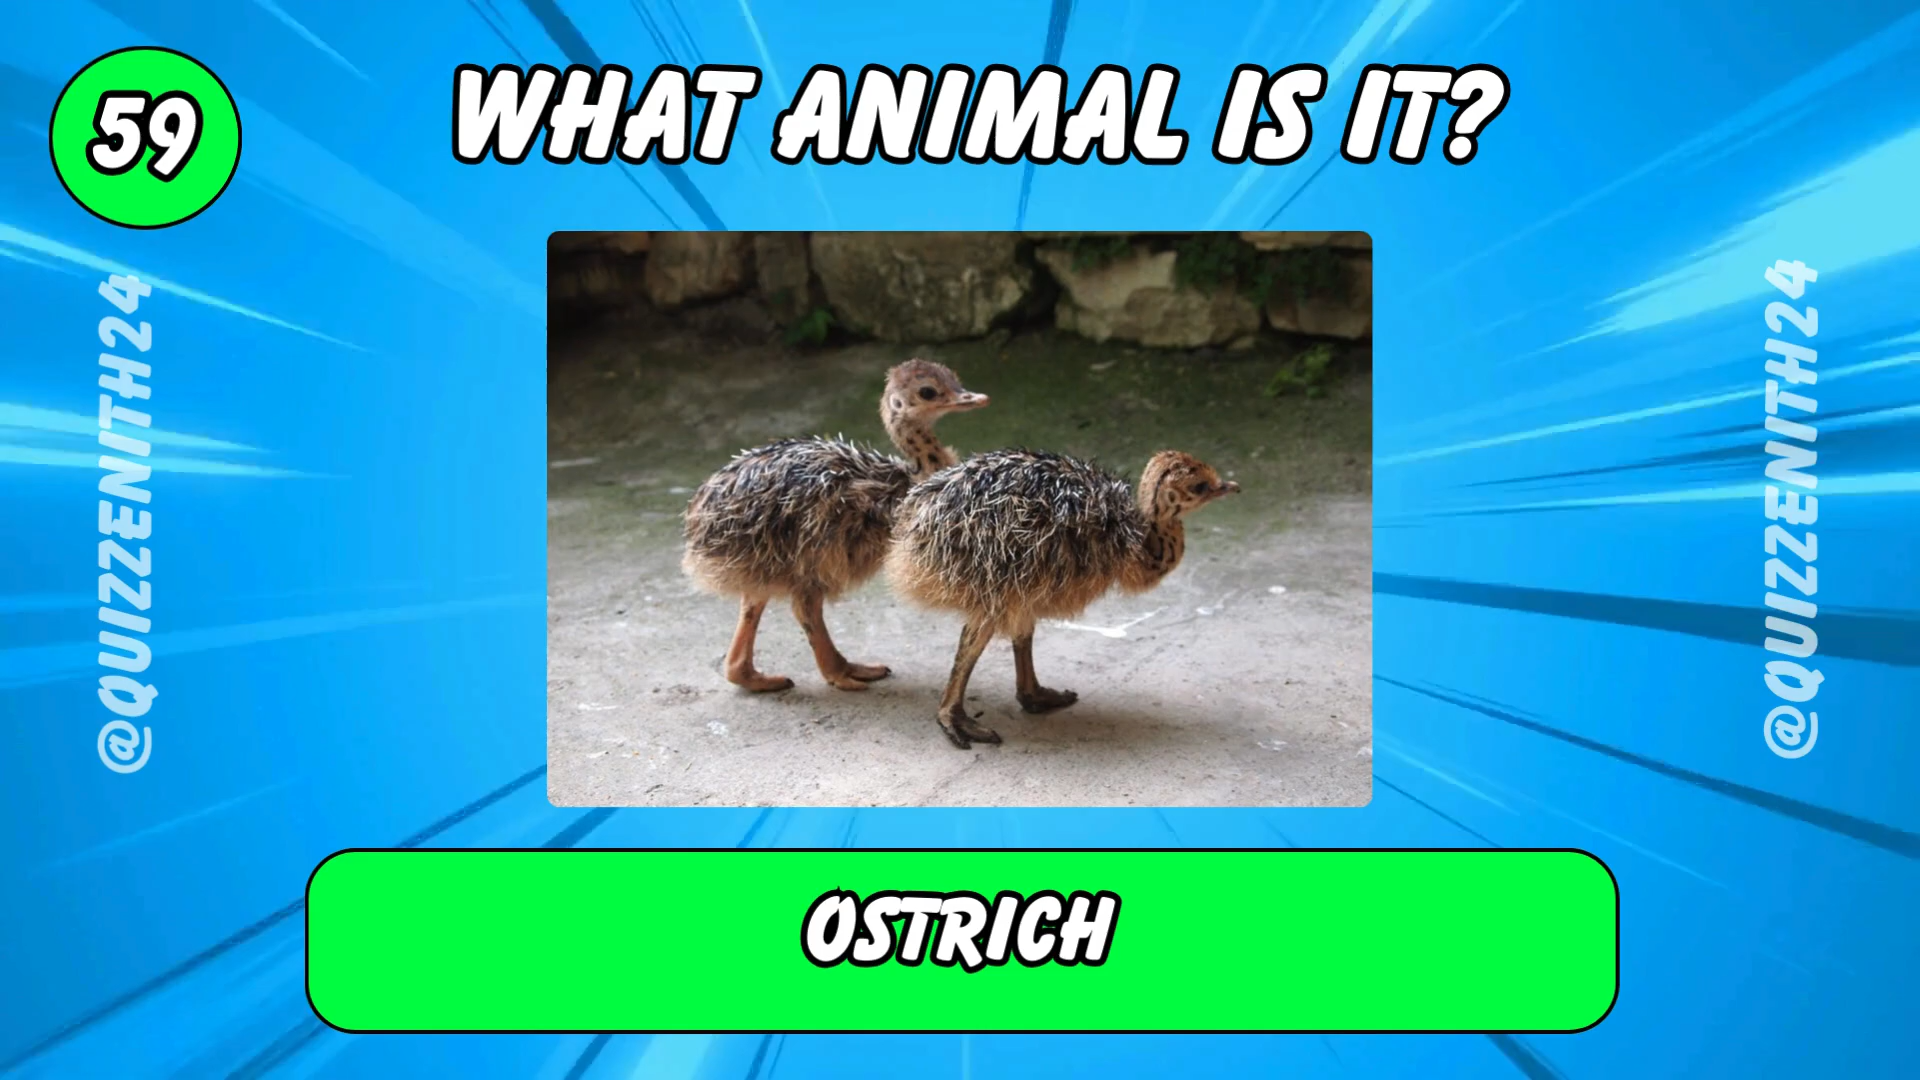 59
WHAT ANIMAL IS IT?
@QUIZZENITH24
@QUIZZENITH24
OSTRICH